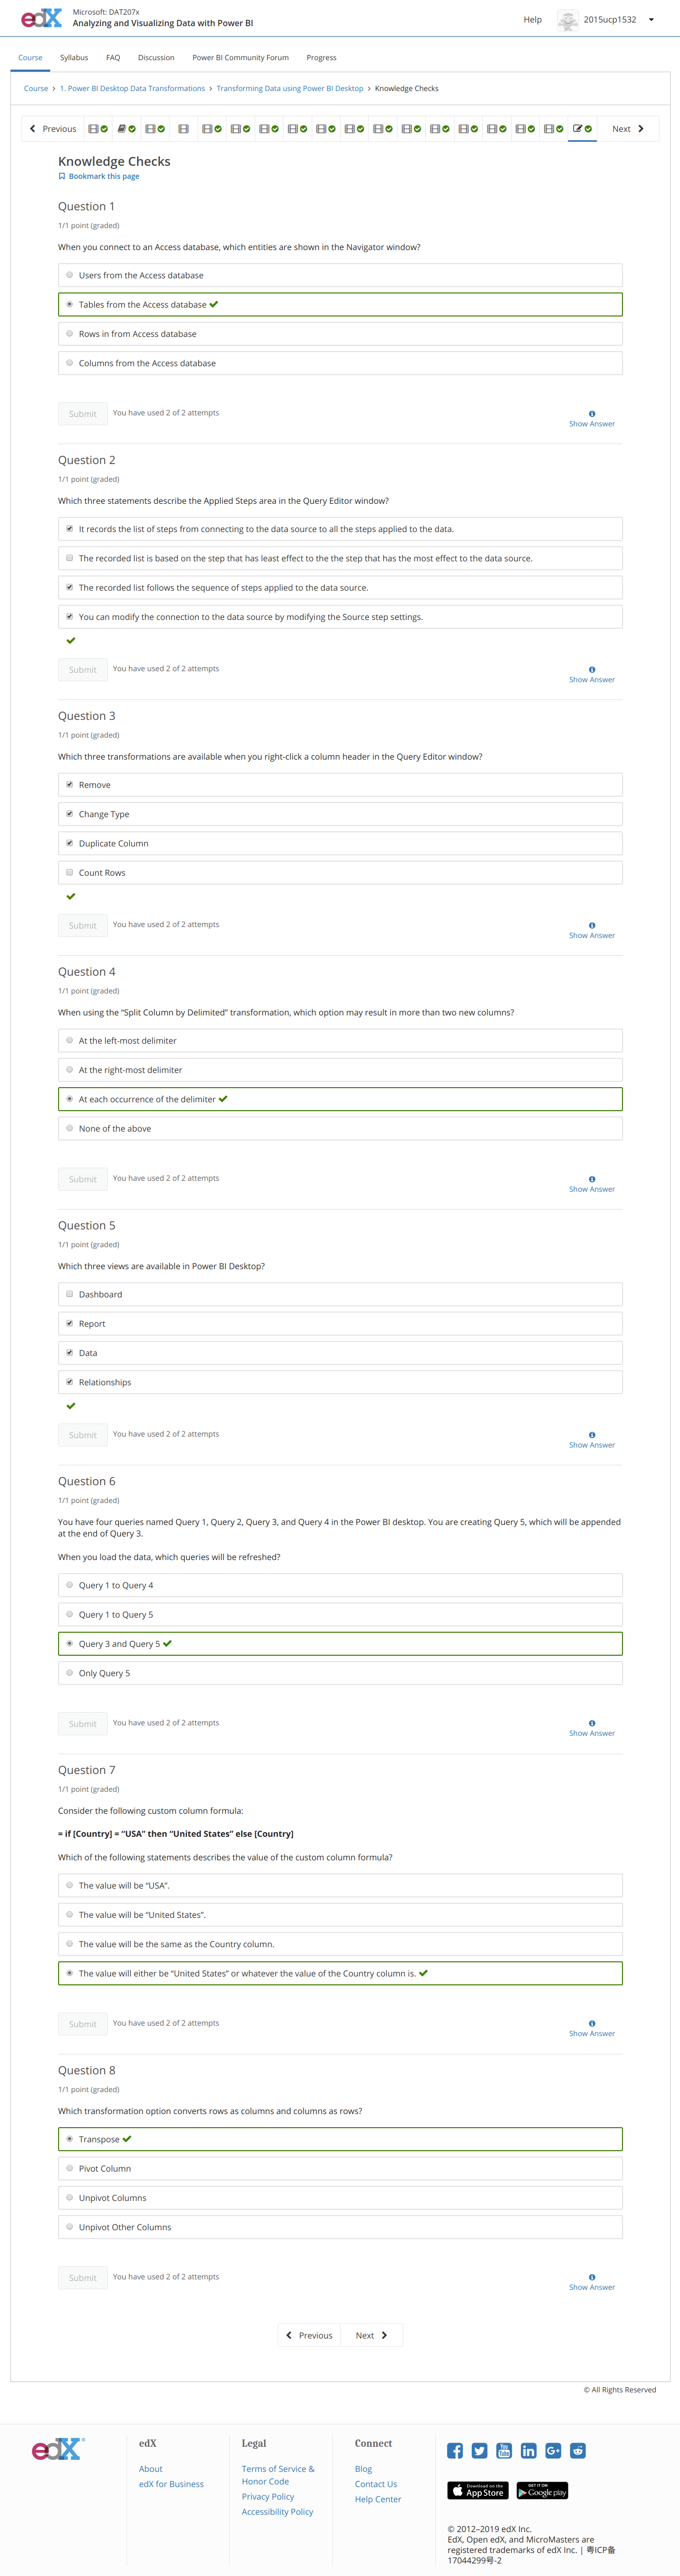 edX
Microsoft: DAT207x
Analyzing and Visualizing Data with Power BI
Help
2015ucp1532
Course Syllabus FAQ Discussion Power BI Community Forum Progress
Course > 1. Power BI Desktop Data Transformations > Transforming Data using Power BI Desktop > Knowledge Checks
Previous Next
Knowledge Checks
Bookmark this page
Question 1
1/1 point (graded)
When you connect to an Access database, which entities are shown in the Navigator window?
Users from the Access database
Tables from the Access database
Rows in from Access database
Columns from the Access database
Submit You have used 2 of 2 attempts
Show Answer
Question 2
1/1 point (graded)
Which three statements describe the Applied Steps area in the Query Editor window?
It records the list of steps from connecting to the data source to all the steps applied to the data.
The recorded list is based on the step that has least effect to the the step that has the most effect to the data source.
The recorded list follows the sequence of steps applied to the data source.
You can modify the connection to the data source by modifying the Source step settings.
Submit You have used 2 of 2 attempts
Show Answer
Question 3
1/1 point (graded)
Which three transformations are available when you right-click a column header in the Query Editor window?
Remove
Change Type
Duplicate Column
Count Rows
Submit You have used 2 of 2 attempts
Show Answer
Question 4
1/1 point (graded)
When using the “Split Column by Delimited” transformation, which option may result in more than two new columns?
At the left-most delimiter
At the right-most delimiter
At each occurrence of the delimiter
None of the above
Submit You have used 2 of 2 attempts
Show Answer
Question 5
1/1 point (graded)
Which three views are available in Power BI Desktop?
Dashboard
Report
Data
Relationships
Submit You have used 2 of 2 attempts
Show Answer
Question 6
1/1 point (graded)
You have four queries named Query 1, Query 2, Query 3, and Query 4 in the Power BI desktop. You are creating Query 5, which will be appended
at the end of Query 3.
When you load the data, which queries will be refreshed?
Query 1 to Query 4
Query 1 to Query 5
Query 3 and Query 5
Only Query 5
Submit You have used 2 of 2 attempts
Show Answer
Question 7
1/1 point (graded)
Consider the following custom column formula:
= if [Country] = “USA” then “United States” else [Country]
Which of the following statements describes the value of the custom column formula?
The value will be “USA”.
The value will be “United States”.
The value will be the same as the Country column.
The value will either be “United States” or whatever the value of the Country column is.
Submit You have used 2 of 2 attempts
Show Answer
Question 8
1/1 point (graded)
Which transformation option converts rows as columns and columns as rows?
Transpose
Pivot Column
Unpivot Columns
Unpivot Other Columns
Submit You have used 2 of 2 attempts
Show Answer
Previous Next
© All Rights Reserved
edX
edX
About
edX for Business
Legal
Terms of Service &
Honor Code
Privacy Policy
Accessibility Policy
Connect
Blog
Contact Us
Help Center
Download on the
App Store
GET IT ON
Google play
© 2012–2019 edX Inc.
EdX, Open edX, and MicroMasters are
registered trademarks of edX Inc. | 粤ICP备
17044299号-2